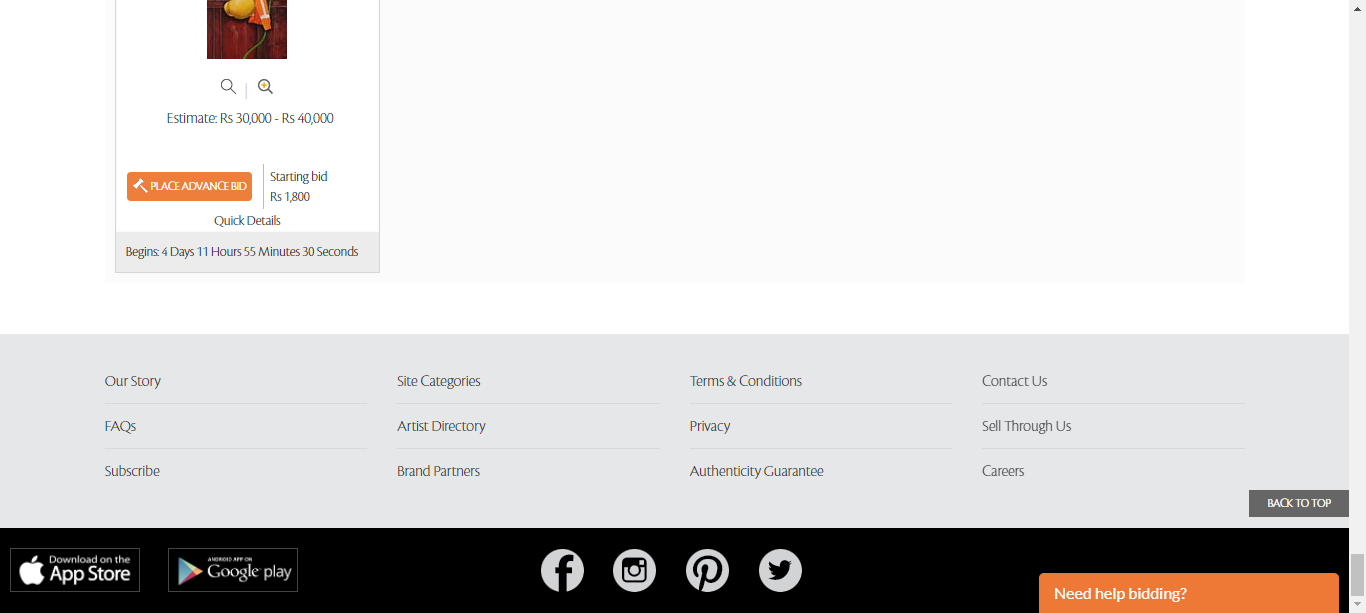 Estimate: Rs 30,000 - Rs 40,000
PLACE ADVANCE BID
Starting bid
Rs 1,800
Quick Details
Begins: 4 Days 11 Hours 55 Minutes 30 Seconds
Our Story
Site Categories
Terms & Conditions
Contact Us
FAQs
Artist Directory
Privacy
Sell Through Us
Subscribe
Brand Partners
Authenticity Guarantee
Careers
BACK TO TOP
Download on the
App Store
ANDROID APP ON
Google play
Need help bidding?